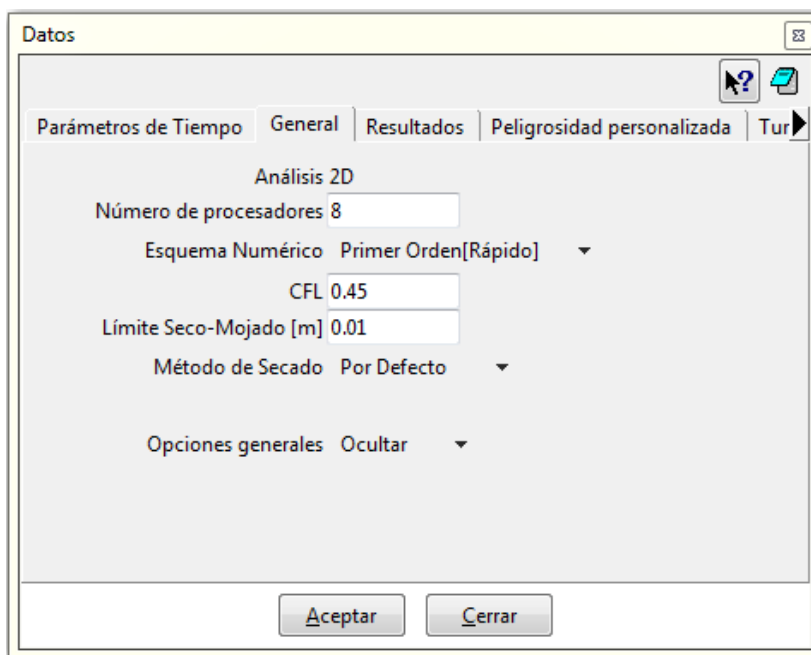 Datos
Parámetros de Tiempo General Resultados Peligrosidad personalizada Tur
Análisis 2D
Número de procesadores 8
Esquema Numérico Primer Orden[Rápido]
CFL 0.45
Límite Seco-Mojado [m] 0.01
Método de Secado Por Defecto
Opciones generales Ocultar
Aceptar Cerrar